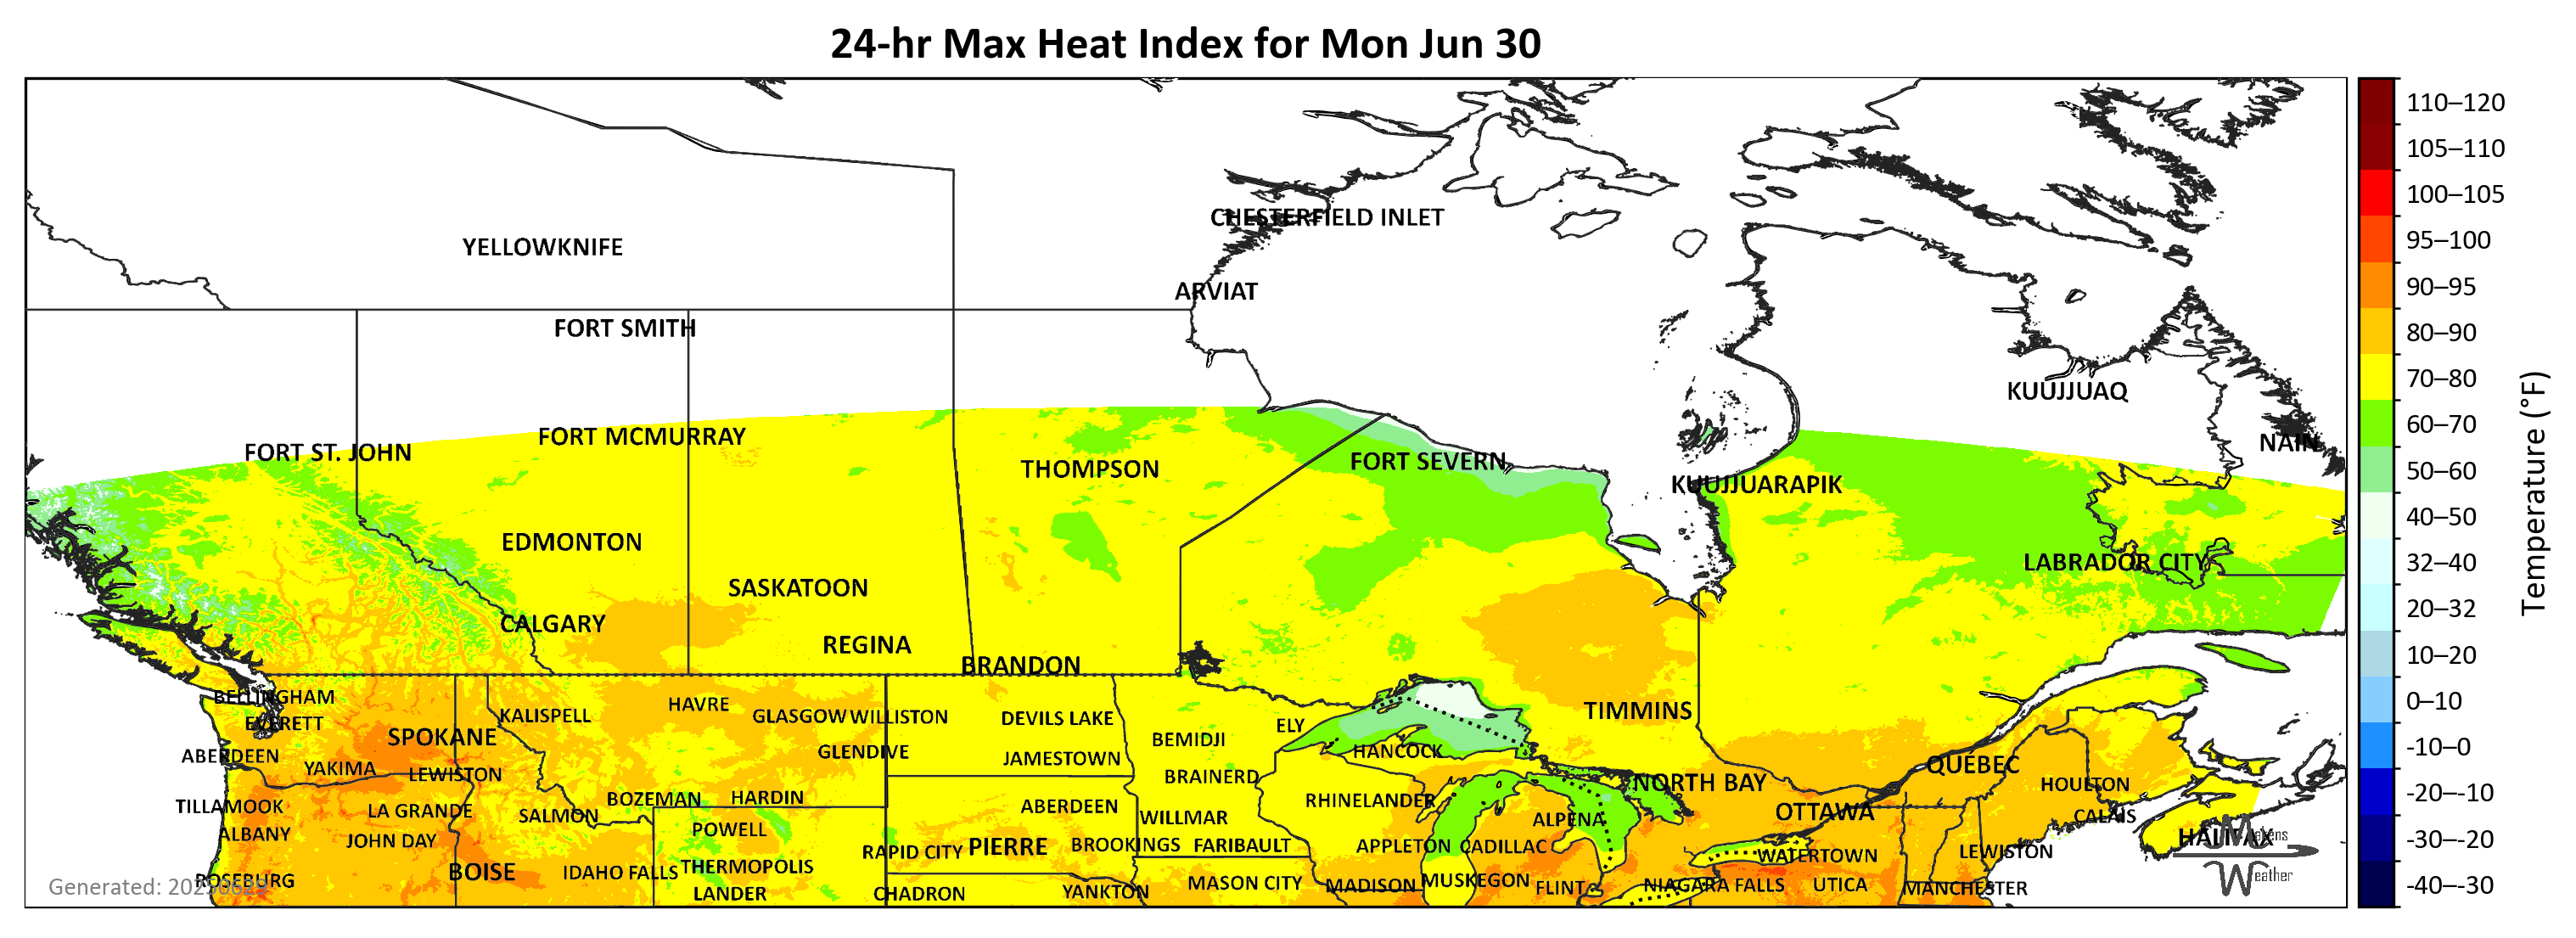 24-hr Max Heat Index for Mon Jun 30
CHESTERFIELD INLET
YELLOWKNIFE
ARVIAT
FORT SMITH
KUUJJUAQ
FORT MCMURRAY
NAIN
FORT ST. JOHN
FORT SEVERN
THOMPSON
KUUJJUARAPIK
EDMONTON
LABRADOR CITY
SASKATOON
CALGARY
REGINA
BRANDON
BELLINGHAM
HAVRE
KALISPELL
GLASGOW WILLISTON
DEVILS LAKE
TIMMINS
EVERETT
ELY
SPOKANE
BEMIDJI
ABERDEEN
GLENDIVE
HANCOCK
JAMESTOWN
QUÉBEC
YAKIMA
LEWISTON
BRAINERD
NORTH BAY
HOULTON
BOZEMAN
HARDIN
RHINELANDER
TILLAMOOK
LA GRANDE
SALMON
ABERDEEN
WILLMAR
ALPENA
OTTAWA
CALAIS
ALBANY
JOHN DAY
POWELL
RAPID CITY
PIERRE
BROOKINGS
FARIBAULT
APPLETON
CADILLAC
WATERTOWN
LEWISTON
HALIFAX
ROSEBURG
BOISE
IDAHO FALLS
THERMOPOLIS
LANDER
CHADRON
YANKTON
MASON CITY
MADISON
MUSKEGON
FLINT
NIAGARA FALLS
UTICA
MANCHESTER
Makens
Weather
110–120
105–110
100–105
95–100
90–95
80–90
70–80
60–70
50–60
40–50
32–40
20–32
10–20
0–10
-10–0
-20–-10
-30–-20
-40–-30
Temperature (°F)